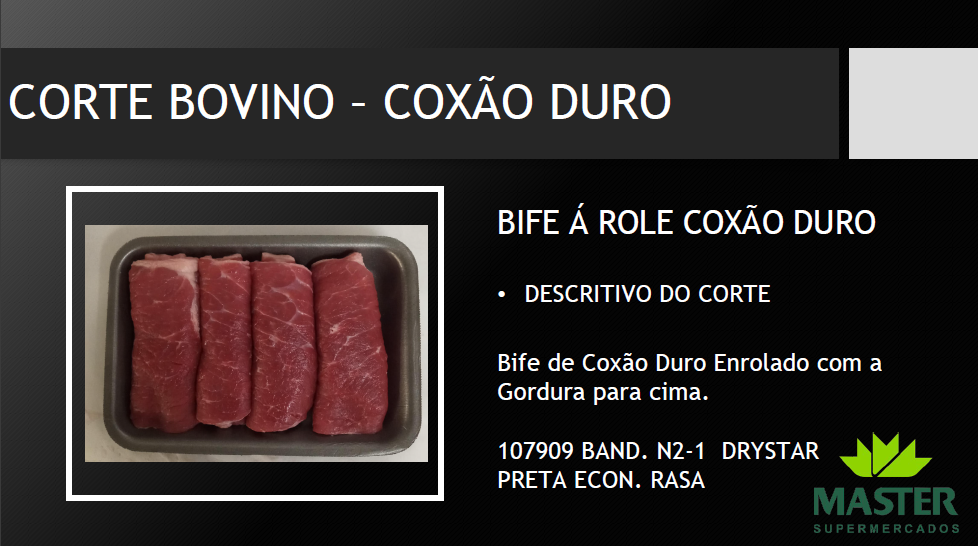 CORTE BOVINO – COXÃO DURO
BIFE Á ROLE COXÃO DURO
• DESCRITIVO DO CORTE
Bife de Coxão Duro Enrolado com a
Gordura para cima.
107909 BAND. N2-1 DRYSTAR
PRETA ECON. RASA
MASTER
SUPERMERCADOS